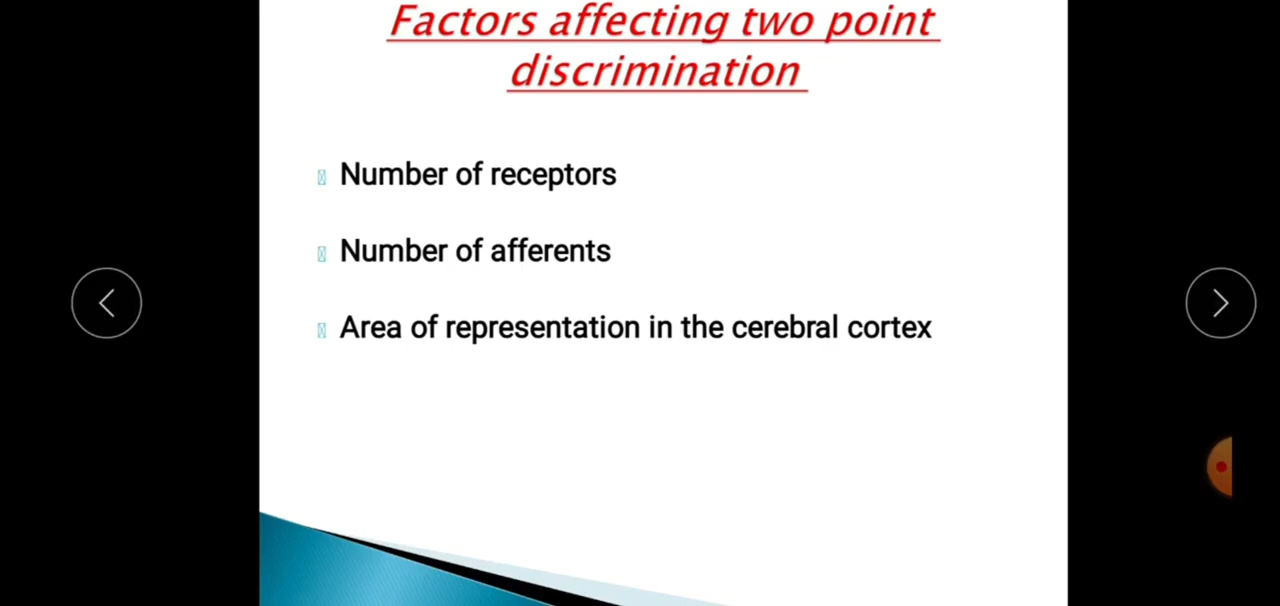 Factors affecting two point
discrimination
Number of receptors
Number of afferents
Area of representation in the cerebral cortex